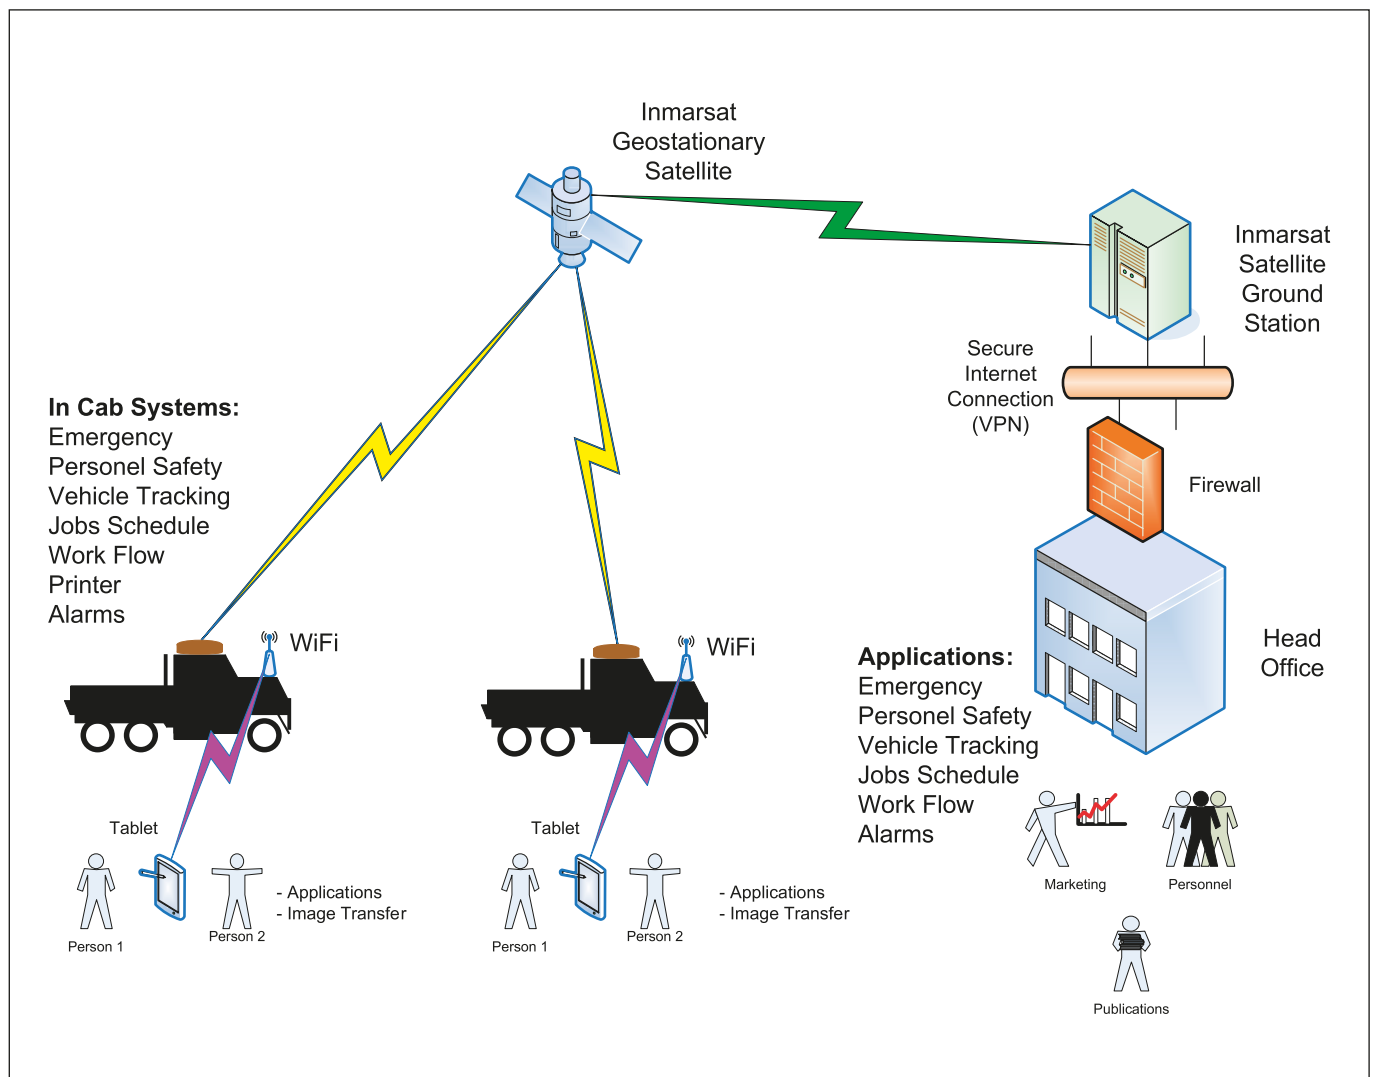 Inmarsat
Geostationary
Satellite
Inmarsat
Satellite
Ground
Station
Secure
Internet
Connection
(VPN)
Firewall
In Cab Systems:
Emergency
Personel Safety
Vehicle Tracking
Jobs Schedule
Work Flow
Printer
Alarms
WiFi
WiFi
Head
Office
Applications:
Emergency
Personel Safety
Vehicle Tracking
Jobs Schedule
Work Flow
Alarms
Tablet
Person 1
Person 2
- Applications
- Image Transfer
Tablet
Person 1
Person 2
- Applications
- Image Transfer
Marketing
Personnel
Publications